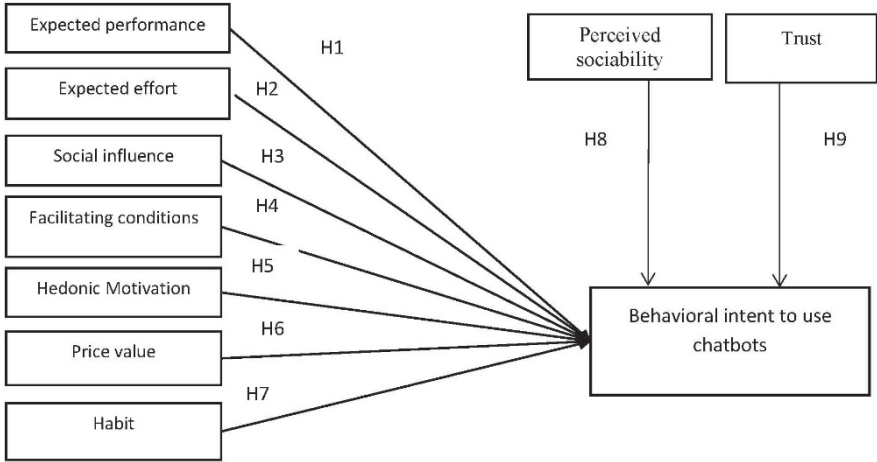 Expected performance
H1
Expected effort
H2
Social influence
H3
Facilitating conditions
H4
Hedonic Motivation
H5
Price value
H6
Habit
H7
Perceived
sociability
Trust
H8
H9
Behavioral intent to use
chatbots